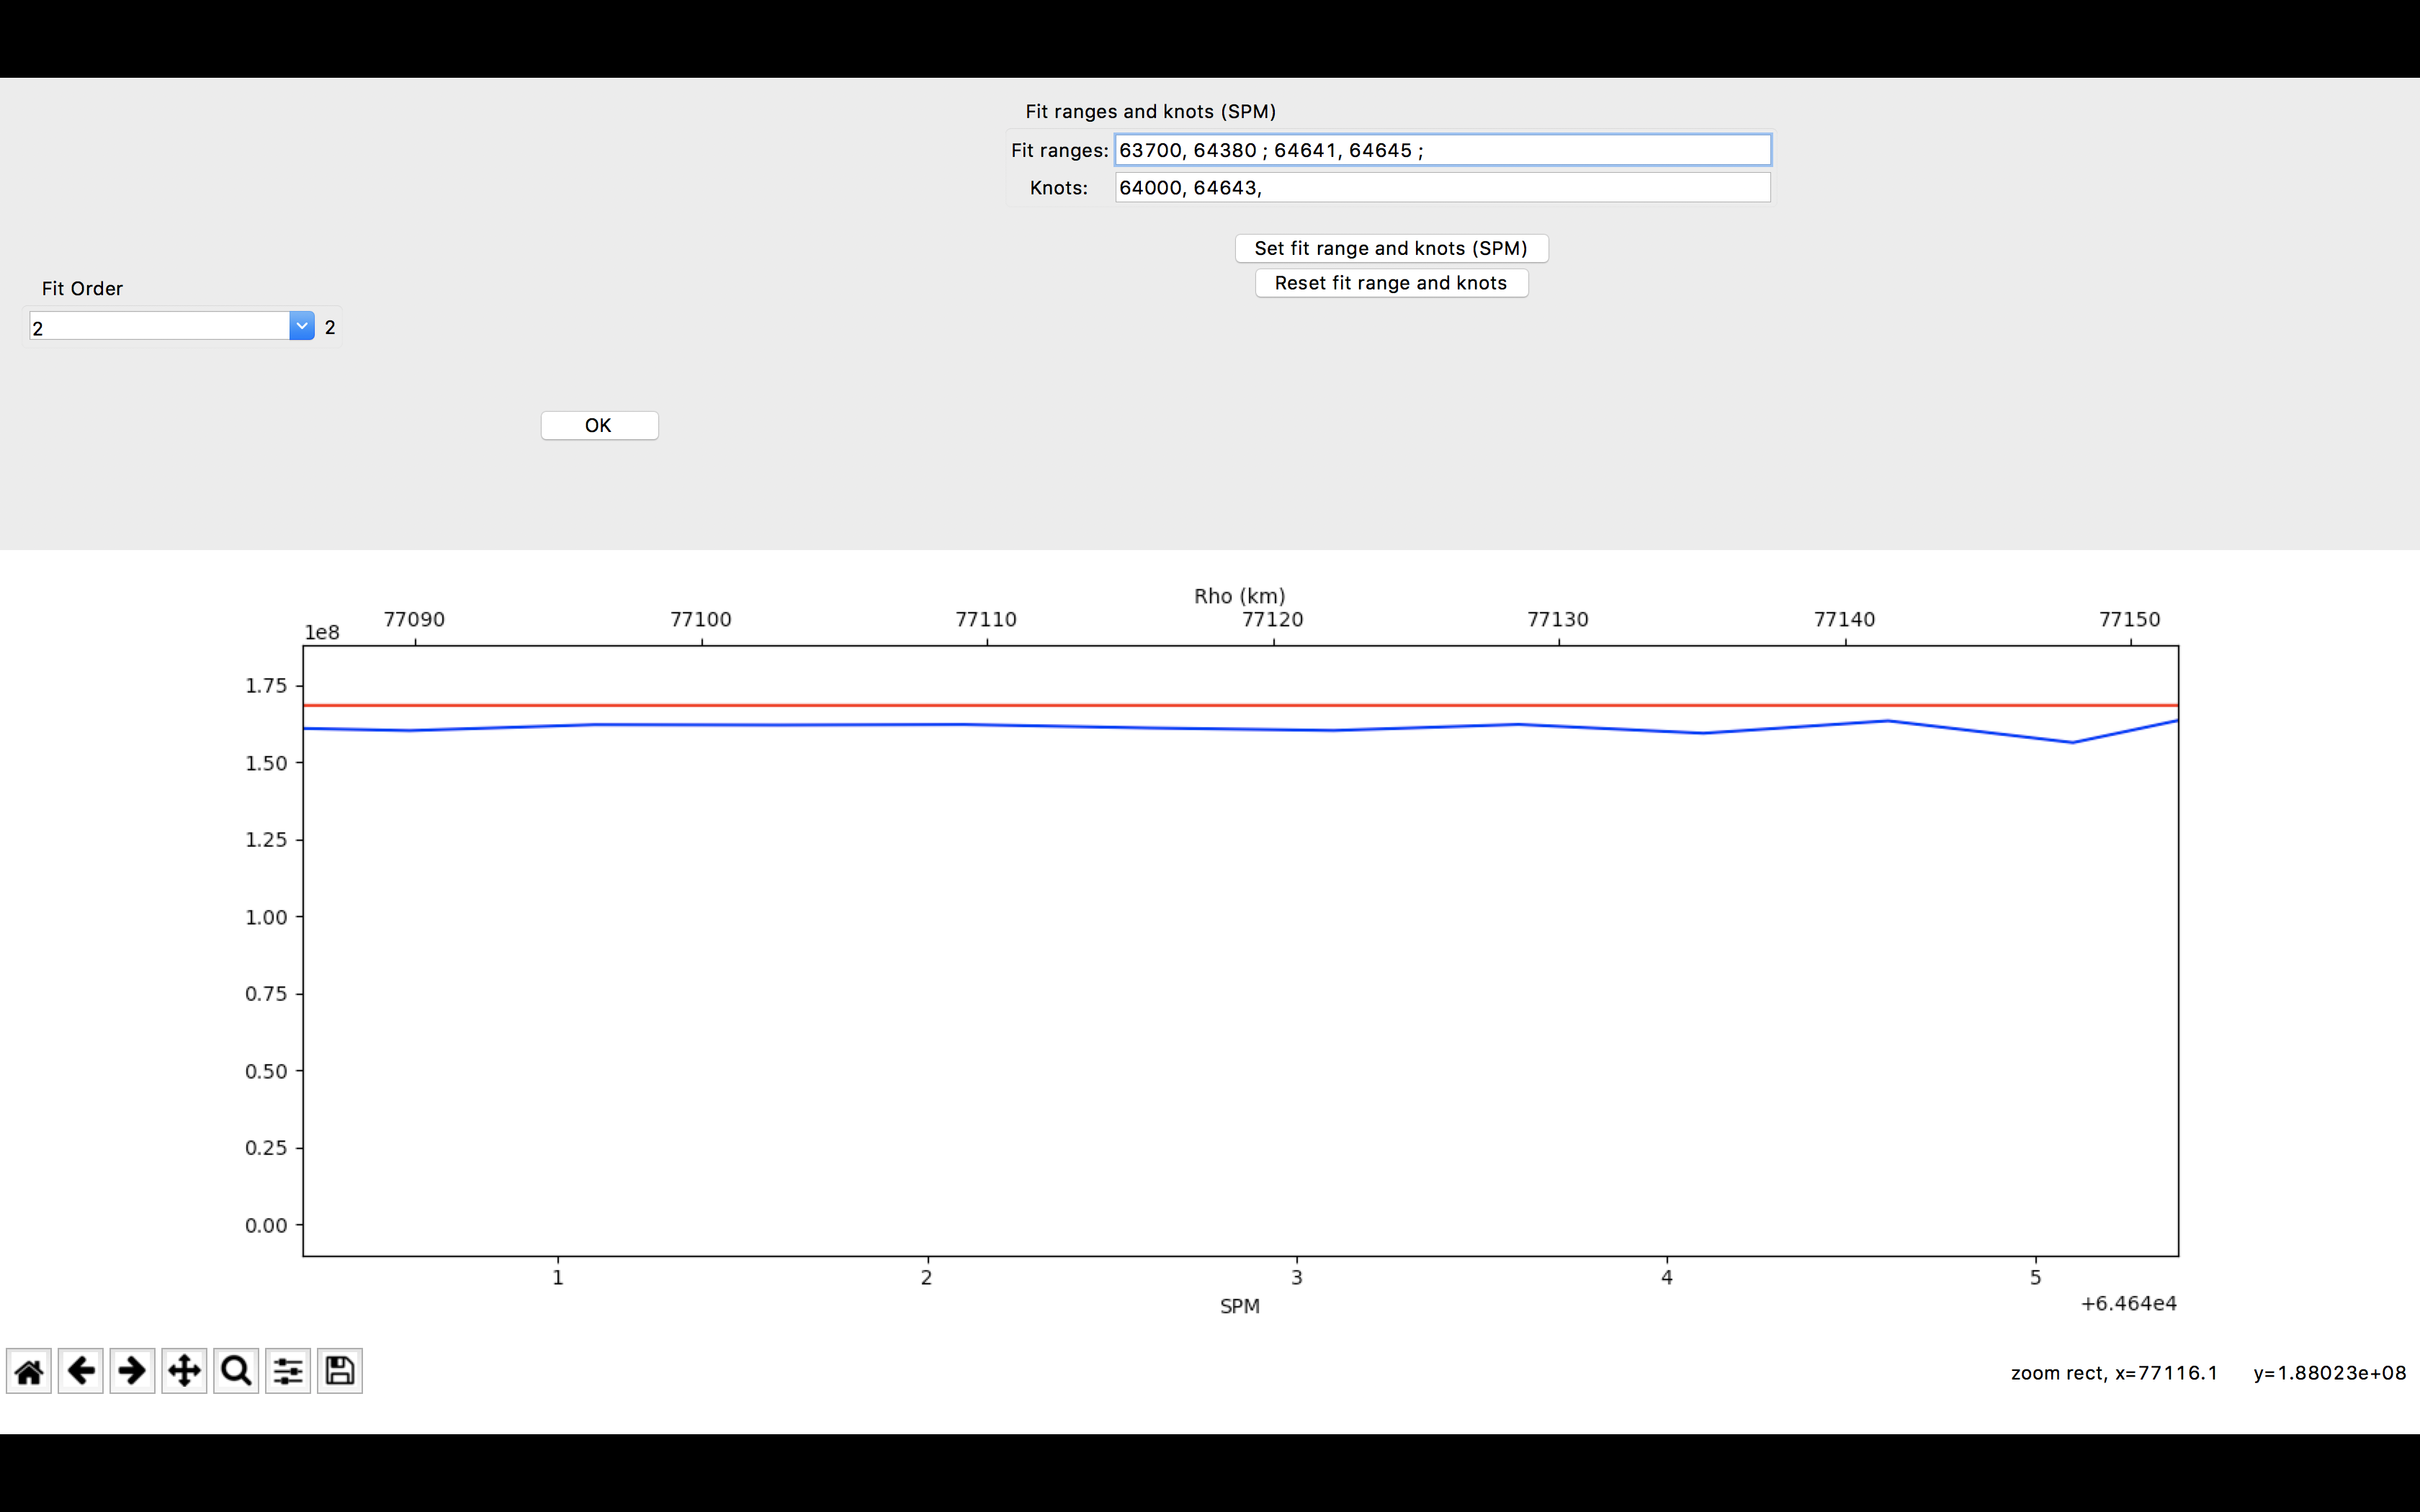 Fit ranges and knots (SPM)
Fit ranges: 63700, 64380 ; 64641, 64645 ;
Knots: 64000, 64643,
Set fit range and knots (SPM)
Reset fit range and knots
Fit Order
2 2
OK
Rho (km)
77090 77100 77110 77120 77130 77140 77150
1e8
1.75
1.50
1.25
1.00
0.75
0.50
0.25
0.00
1 2 3 4 5
SPM
+6.464e4
zoom rect, x=77116.1 y=1.88023e+08